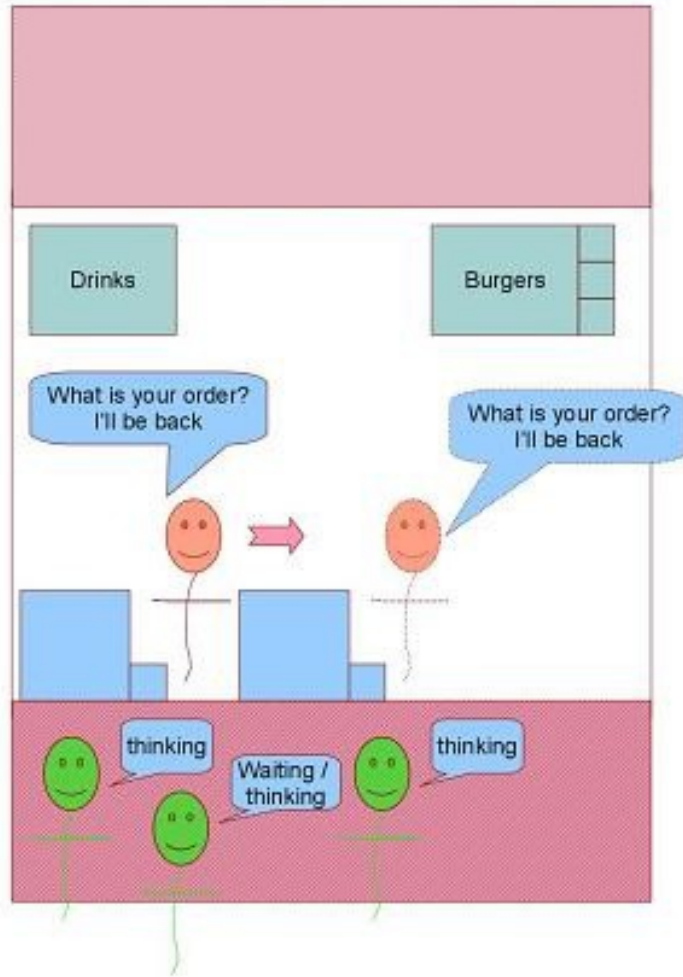 Drinks
Burgers
What is your order?
I'll be back
What is your order?
I'll be back
thinking
Waiting /
thinking
thinking